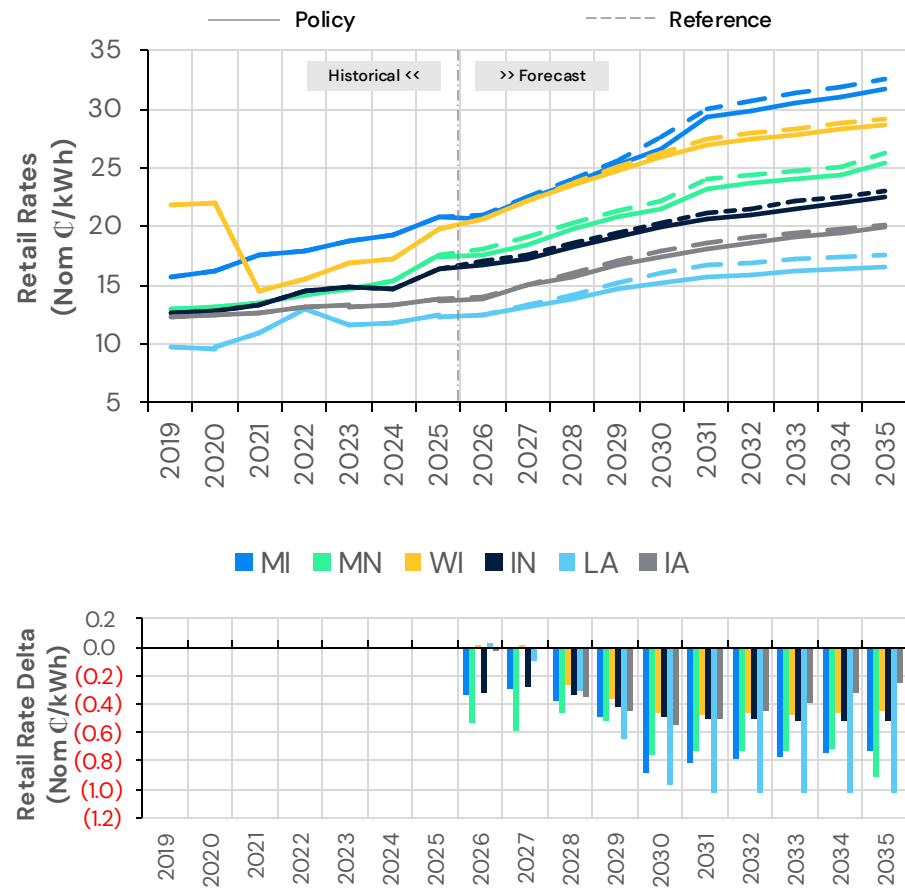 Policy Reference
35
30
25
20
15
10
5
Retail Rates
(Nom ₵/kWh)
Historical << >> Forecast
2019 2020 2021 2022 2023 2024 2025 2026 2027 2028 2029 2030 2031 2032 2033 2034 2035
MI MN WI IN LA IA
0.2
0.0
(0.2)
(0.4)
(0.6)
(0.8)
(1.0)
(1.2)
Retail Rate Delta
(Nom ₵/kWh)
2019 2020 2021 2022 2023 2024 2025 2026 2027 2028 2029 2030 2031 2032 2033 2034 2035